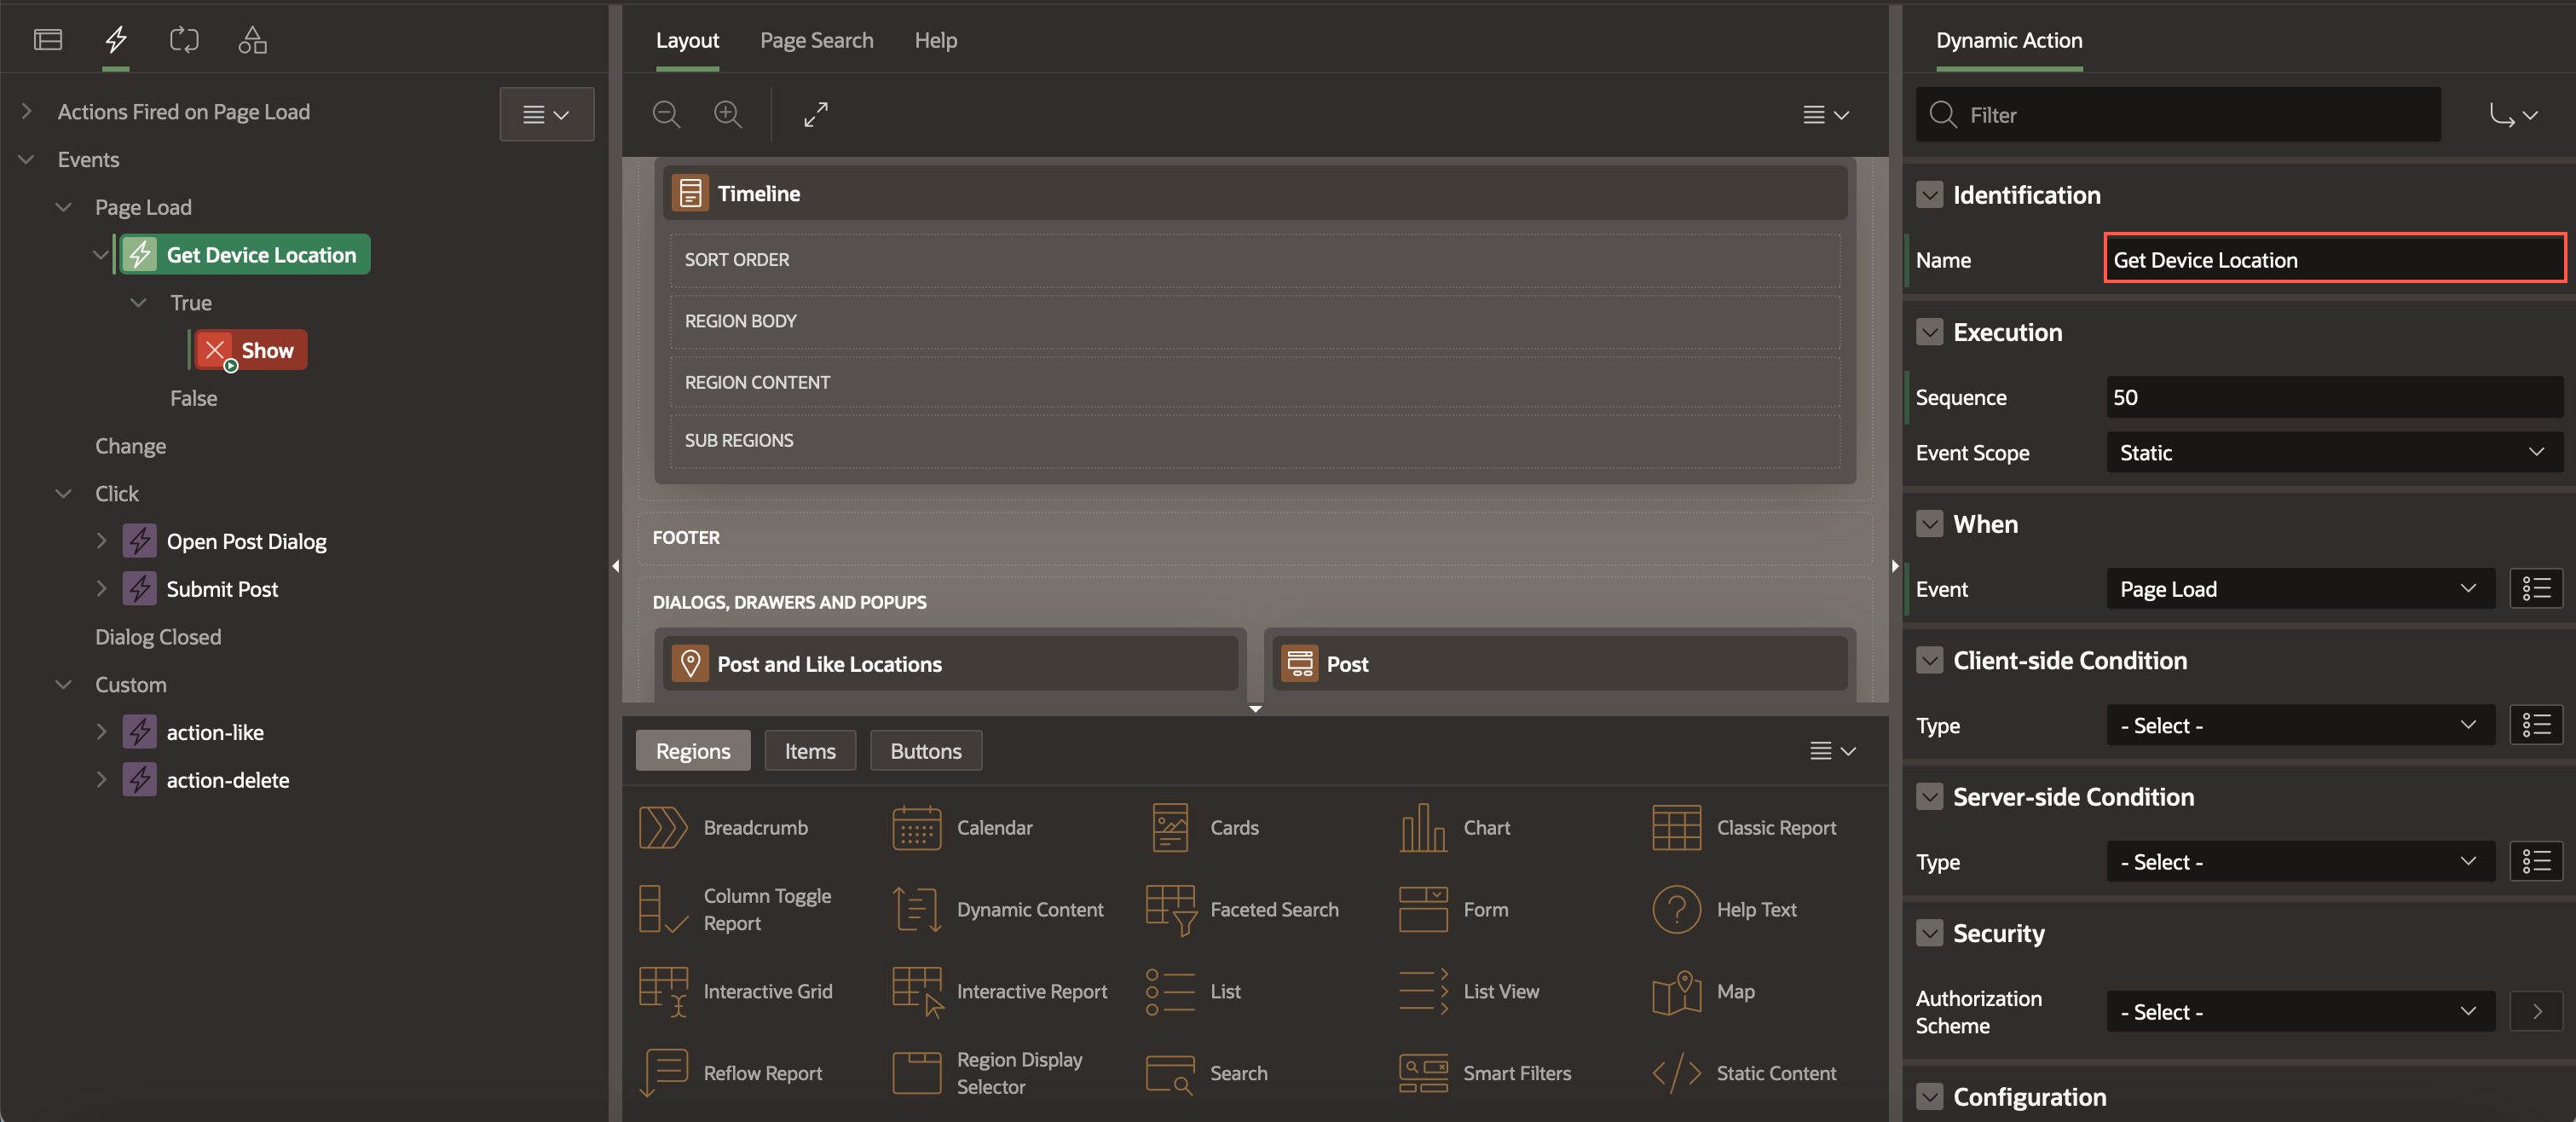 Actions Fired on Page Load
Events
Page Load
Get Device Location
True
Show
False
Change
Click
Open Post Dialog
Submit Post
Dialog Closed
Custom
action-like
action-delete
Layout
Page Search
Help
Timeline
SORT ORDER
REGION BODY
REGION CONTENT
SUB REGIONS
FOOTER
DIALOGS, DRAWERS AND POPUPS
Post and Like Locations
Post
Regions
Items
Buttons
Breadcrumb
Calendar
Cards
Chart
Classic Report
Column Toggle
Report
Dynamic Content
Faceted Search
Form
Help Text
Interactive Grid
Interactive Report
List
List View
Map
Reflow Report
Region Display
Selector
Search
Smart Filters
Static Content
Dynamic Action
Filter
Identification
Name
Get Device Location
Execution
Sequence
50
Event Scope
Static
When
Event
Page Load
Client-side Condition
Type
- Select -
Server-side Condition
Type
- Select -
Security
Authorization
Scheme
- Select -
Configuration